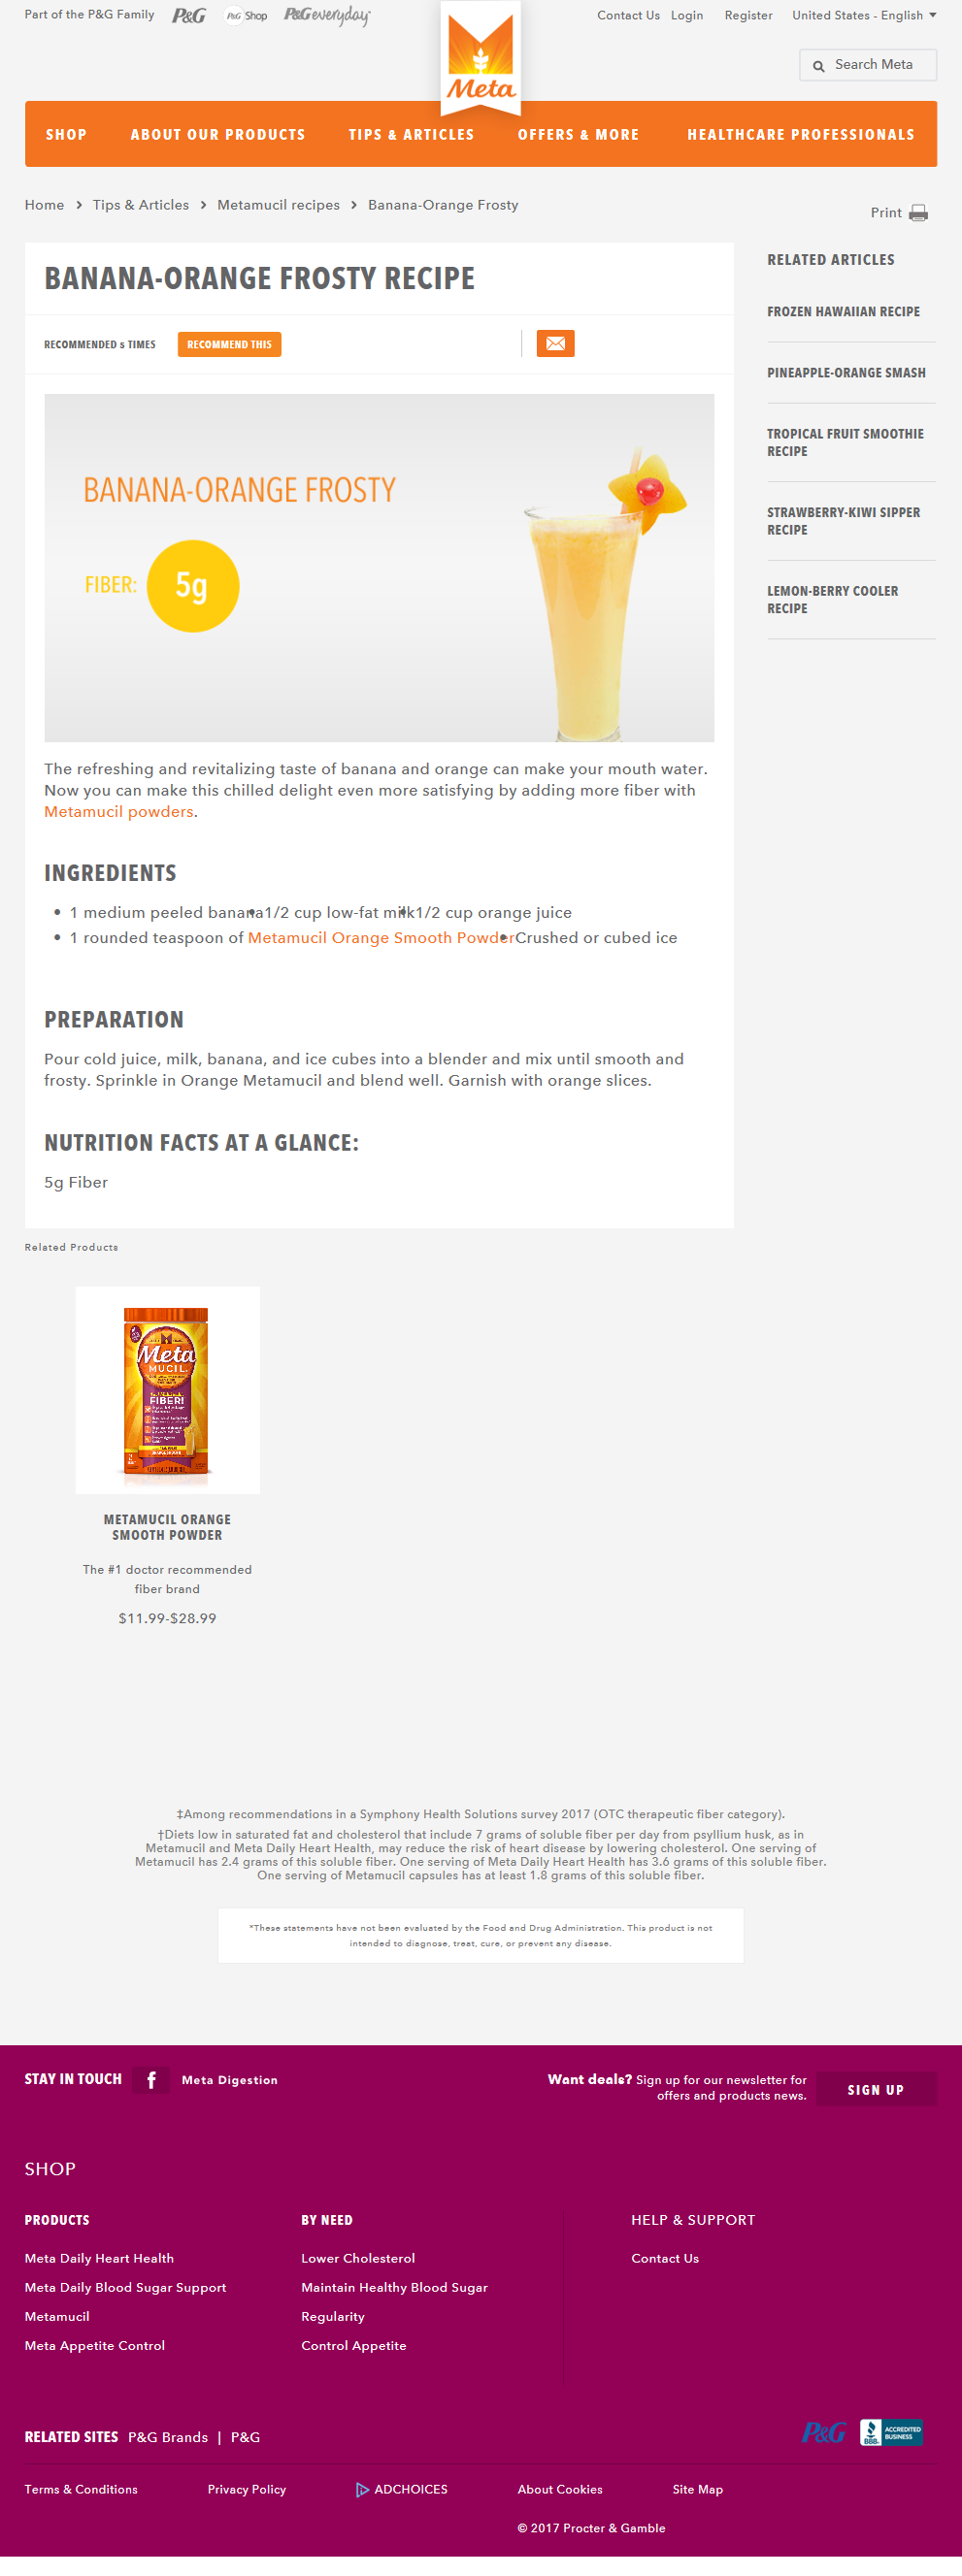 Part of the P&G Family P&G P&G Shop P&G everyday
Contact Us Login Register United States - English
Search Meta
Meta
SHOP ABOUT OUR PRODUCTS TIPS & ARTICLES OFFERS & MORE HEALTHCARE PROFESSIONALS
Home > Tips & Articles > Metamucil recipes > Banana-Orange Frosty
Print
BANANA-ORANGE FROSTY RECIPE
RECOMMENDED 5 TIMES RECOMMEND THIS
BANANA-ORANGE FROSTY
FIBER: 5g
The refreshing and revitalizing taste of banana and orange can make your mouth water.
Now you can make this chilled delight even more satisfying by adding more fiber with
Metamucil powders.
INGREDIENTS
• 1 medium peeled banana • 1/2 cup low-fat milk • 1/2 cup orange juice
• 1 rounded teaspoon of Metamucil Orange Smooth Powder • Crushed or cubed ice
PREPARATION
Pour cold juice, milk, banana, and ice cubes into a blender and mix until smooth and
frosty. Sprinkle in Orange Metamucil and blend well. Garnish with orange slices.
NUTRITION FACTS AT A GLANCE:
5g Fiber
RELATED ARTICLES
FROZEN HAWAIIAN RECIPE
PINEAPPLE-ORANGE SMASH
TROPICAL FRUIT SMOOTHIE
RECIPE
STRAWBERRY-KIWI SIPPER
RECIPE
LEMON-BERRY COOLER
RECIPE
Related Products
Meta
MUCIL
FIBER!
METAMUCIL ORANGE
SMOOTH POWDER
The #1 doctor recommended
fiber brand
$11.99-$28.99
‡Among recommendations in a Symphony Health Solutions survey 2017 (OTC therapeutic fiber category).
†Diets low in saturated fat and cholesterol that include 7 grams of soluble fiber per day from psyllium husk, as in
Metamucil and Meta Daily Heart Health, may reduce the risk of heart disease by lowering cholesterol. One serving of
Metamucil has 2.4 grams of this soluble fiber. One serving of Meta Daily Heart Health has 3.6 grams of this soluble fiber.
One serving of Metamucil capsules has at least 1.8 grams of this soluble fiber.
*These statements have not been evaluated by the Food and Drug Administration. This product is not
intended to diagnose, treat, cure, or prevent any disease.
STAY IN TOUCH f Meta Digestion
Want deals? Sign up for our newsletter for
offers and products news.
SIGN UP
SHOP
PRODUCTS
Meta Daily Heart Health
Meta Daily Blood Sugar Support
Metamucil
Meta Appetite Control
BY NEED
Lower Cholesterol
Maintain Healthy Blood Sugar
Regularity
Control Appetite
HELP & SUPPORT
Contact Us
RELATED SITES P&G Brands | P&G
P&G BBB. ACCREDITED
BUSINESS
Terms & Conditions Privacy Policy ADCHOICES About Cookies Site Map
© 2017 Procter & Gamble